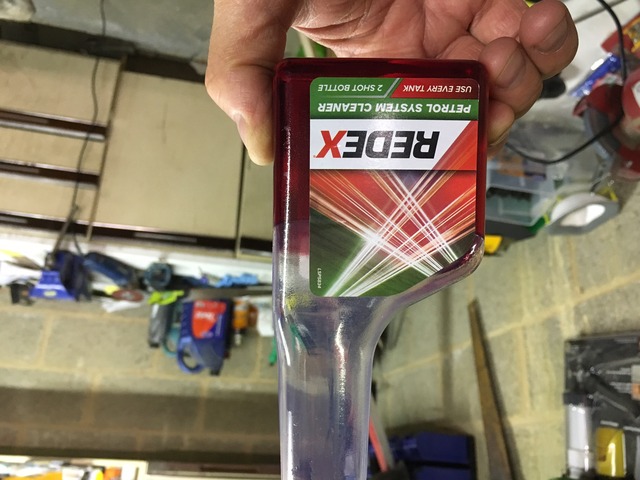 REDEX
PETROL SYSTEM CLEANER
USE EVERY TANK
2 SHOT BOTTLE